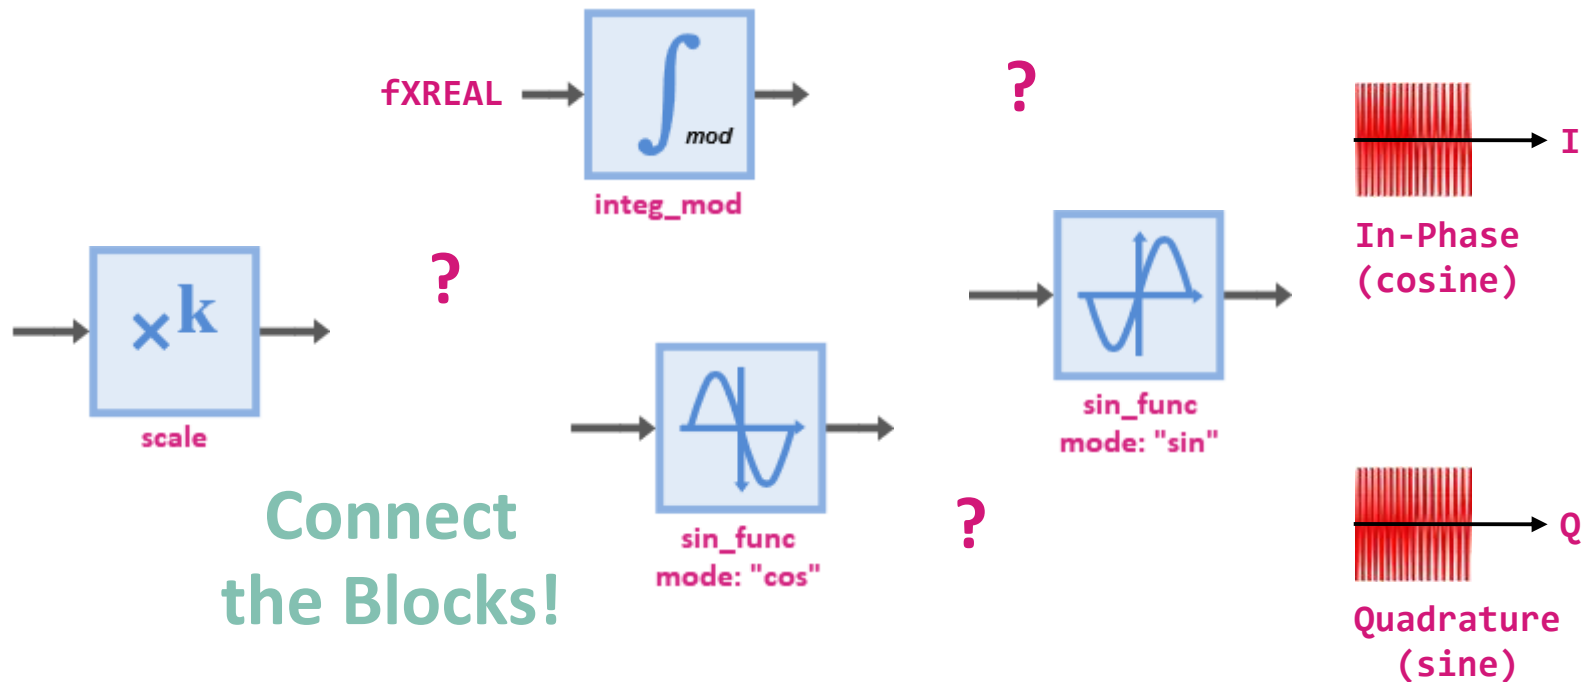 fXREAL
mod
integ_mod
?
I
In-Phase
(cosine)
×k
scale
?
sin_func
mode: "sin"
sin_func
mode: "cos"
?
Q
Quadrature
(sine)
Connect
the Blocks!